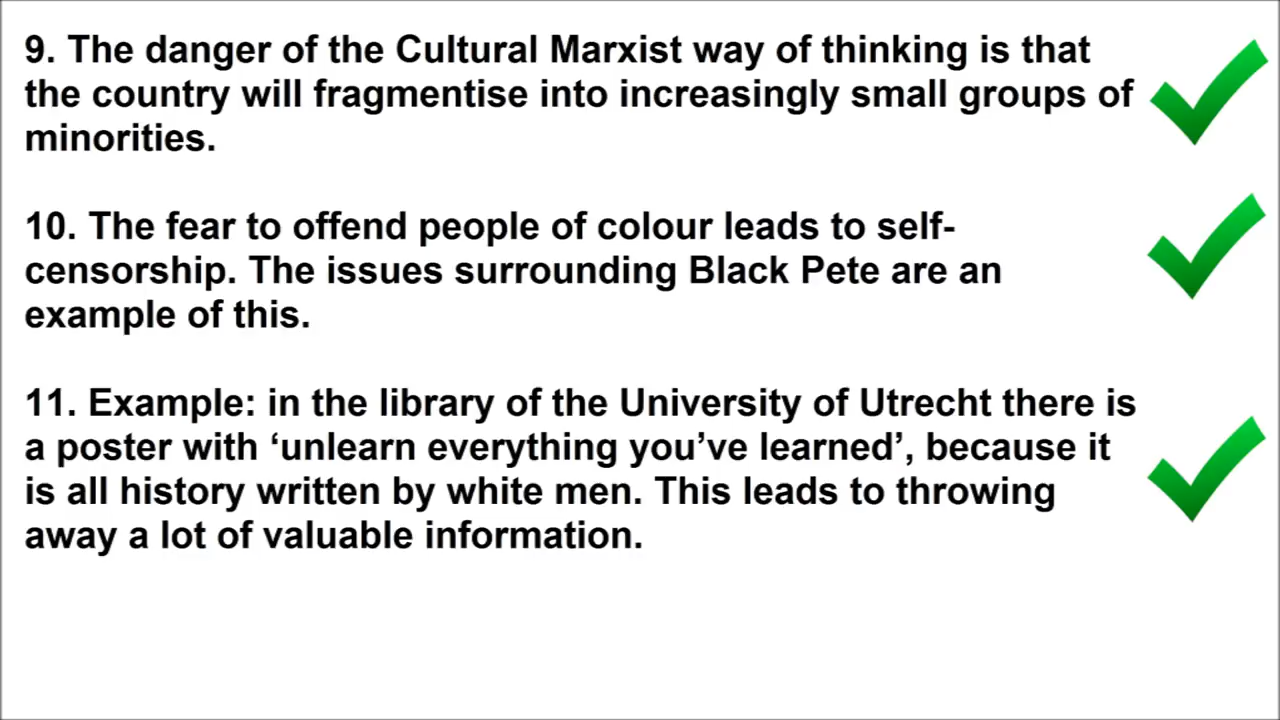 9. The danger of the Cultural Marxist way of thinking is that
the country will fragmentise into increasingly small groups of
minorities.
10. The fear to offend people of colour leads to self-
censorship. The issues surrounding Black Pete are an
example of this.
11. Example: in the library of the University of Utrecht there is
a poster with ‘unlearn everything you’ve learned’, because it
is all history written by white men. This leads to throwing
away a lot of valuable information.